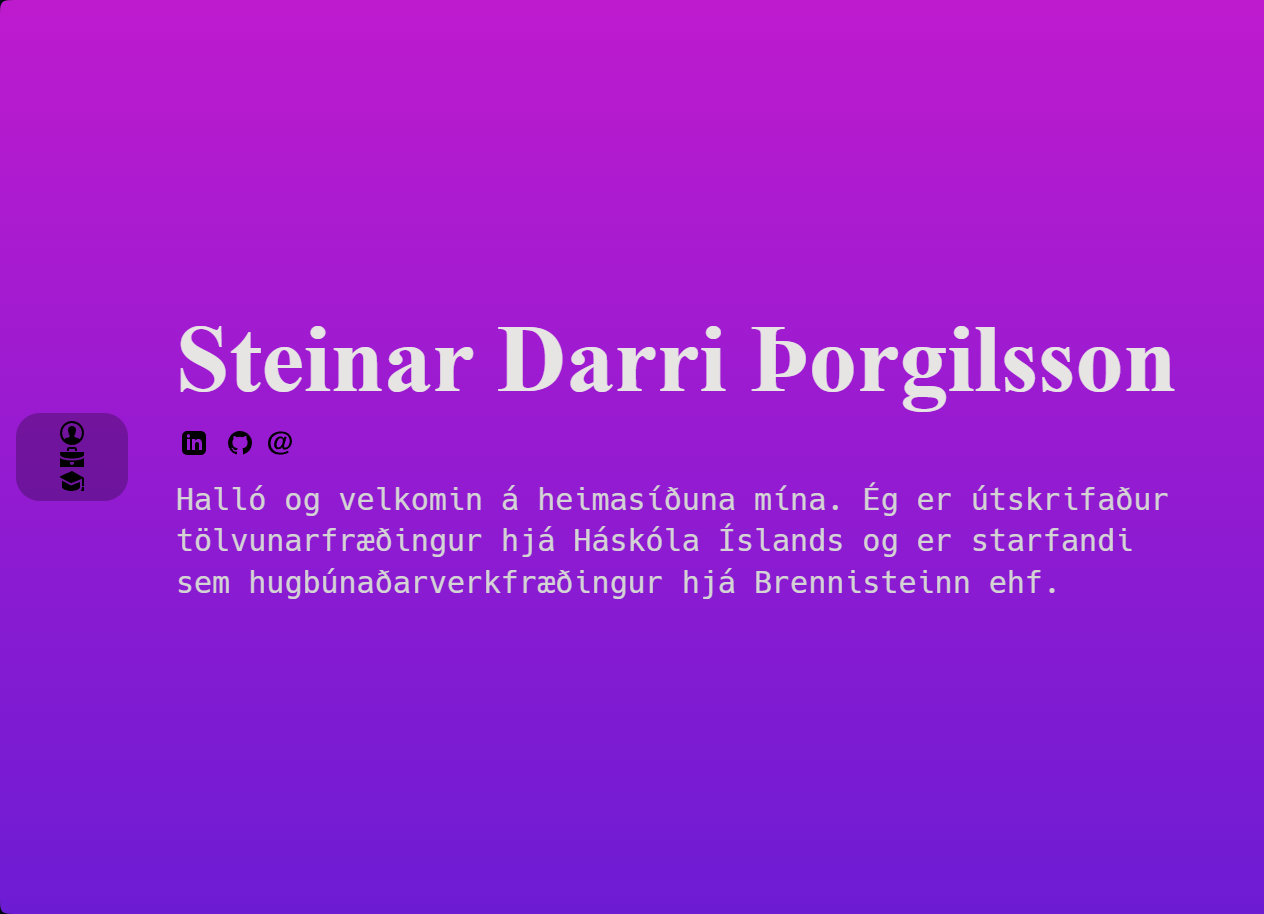 Steinar Darri Þorgilsson
Halló og velkomin á heimasíðuna mína. Ég er útskrifaður
tölvunarfræðingur hjá Háskóla Íslands og er starfandi
sem hugbúnaðarverkfræðingur hjá Brennisteinn ehf.